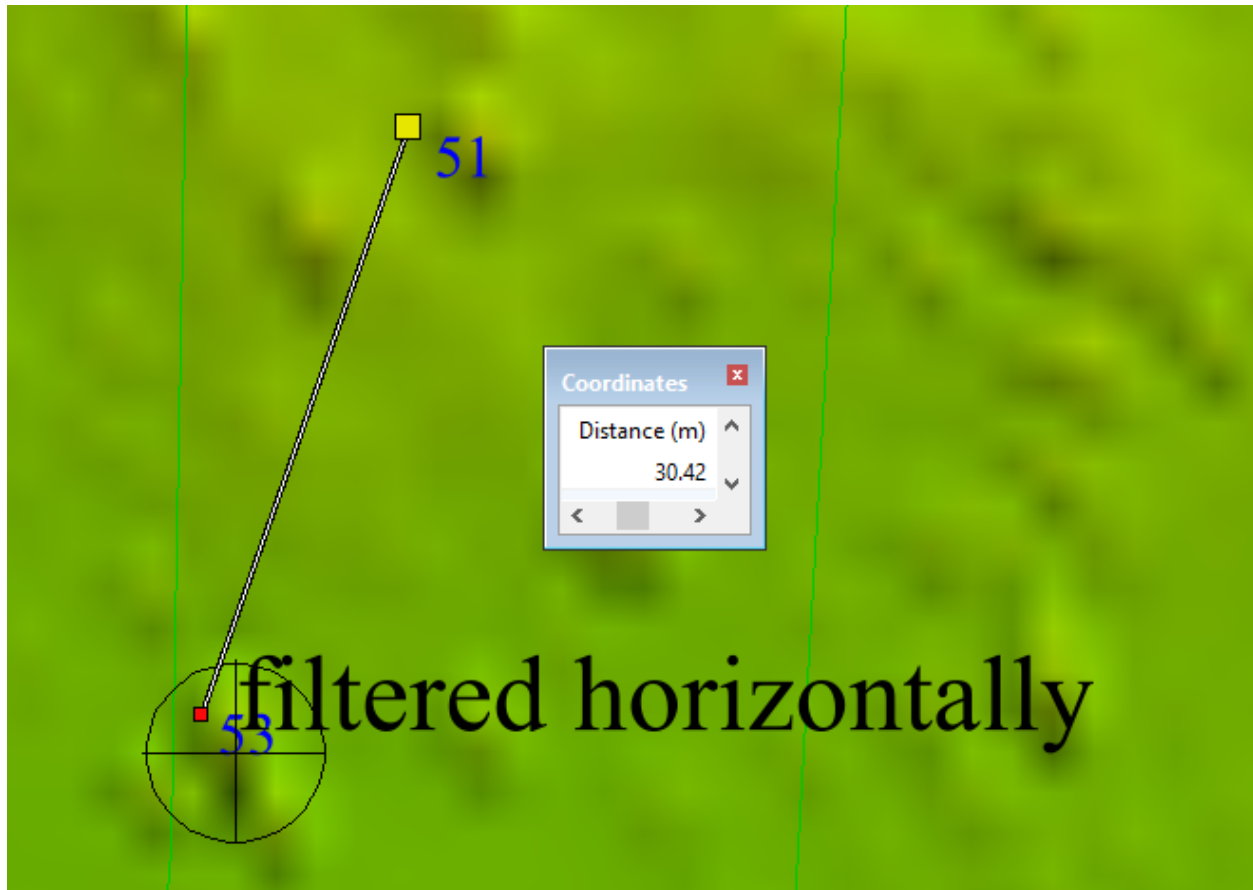 51
Coordinates
Distance (m)
30.42
filtered horizontally
53